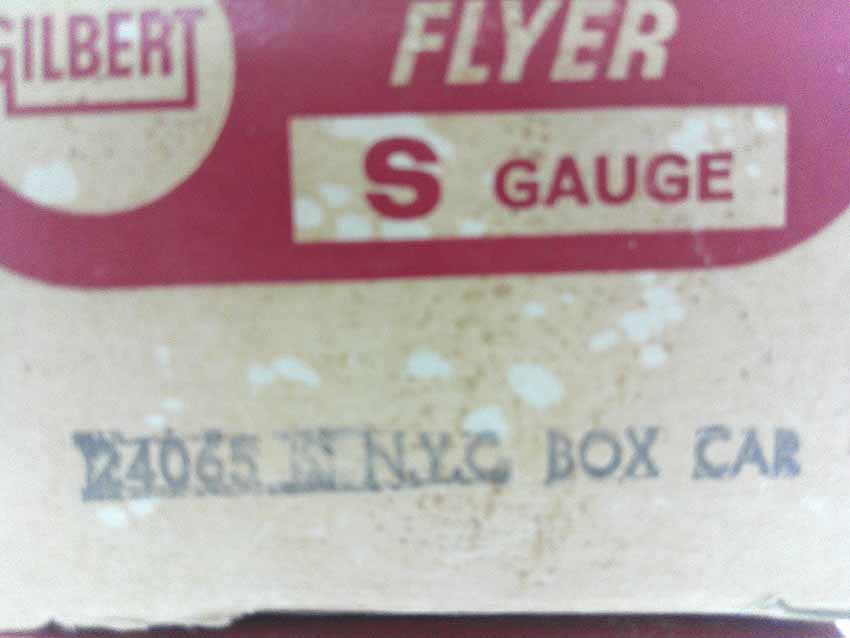 GILBERT
FLYER
S GAUGE
24065 N.Y.C. BOX CAR